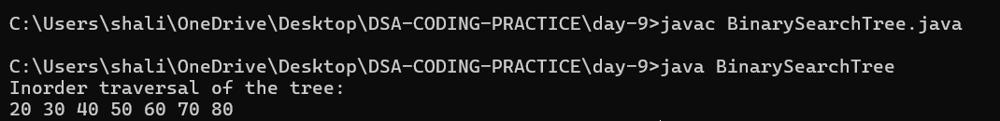 C:\Users\shali\OneDrive\Desktop\DSA-CODING-PRACTICE\day-9>javac BinarySearchTree.java
C:\Users\shali\OneDrive\Desktop\DSA-CODING-PRACTICE\day-9>java BinarySearchTree
Inorder traversal of the tree:
20 30 40 50 60 70 80